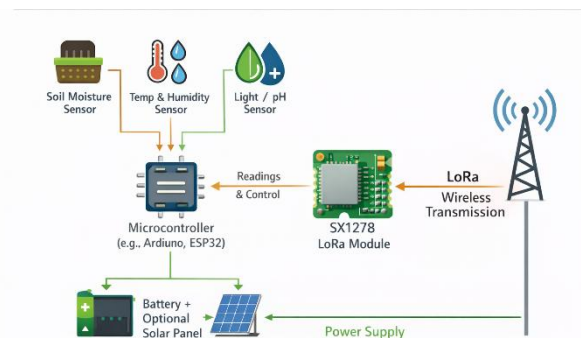 Soil Moisture
Sensor
Temp & Humidity
Sensor
Light / pH
Sensor
Readings
& Control
LoRa
Wireless
Transmission
Microcontroller
(e.g., Ardiuno, ESP32)
SX1278
LoRa Module
Battery +
Optional
Solar Panel
Power Supply